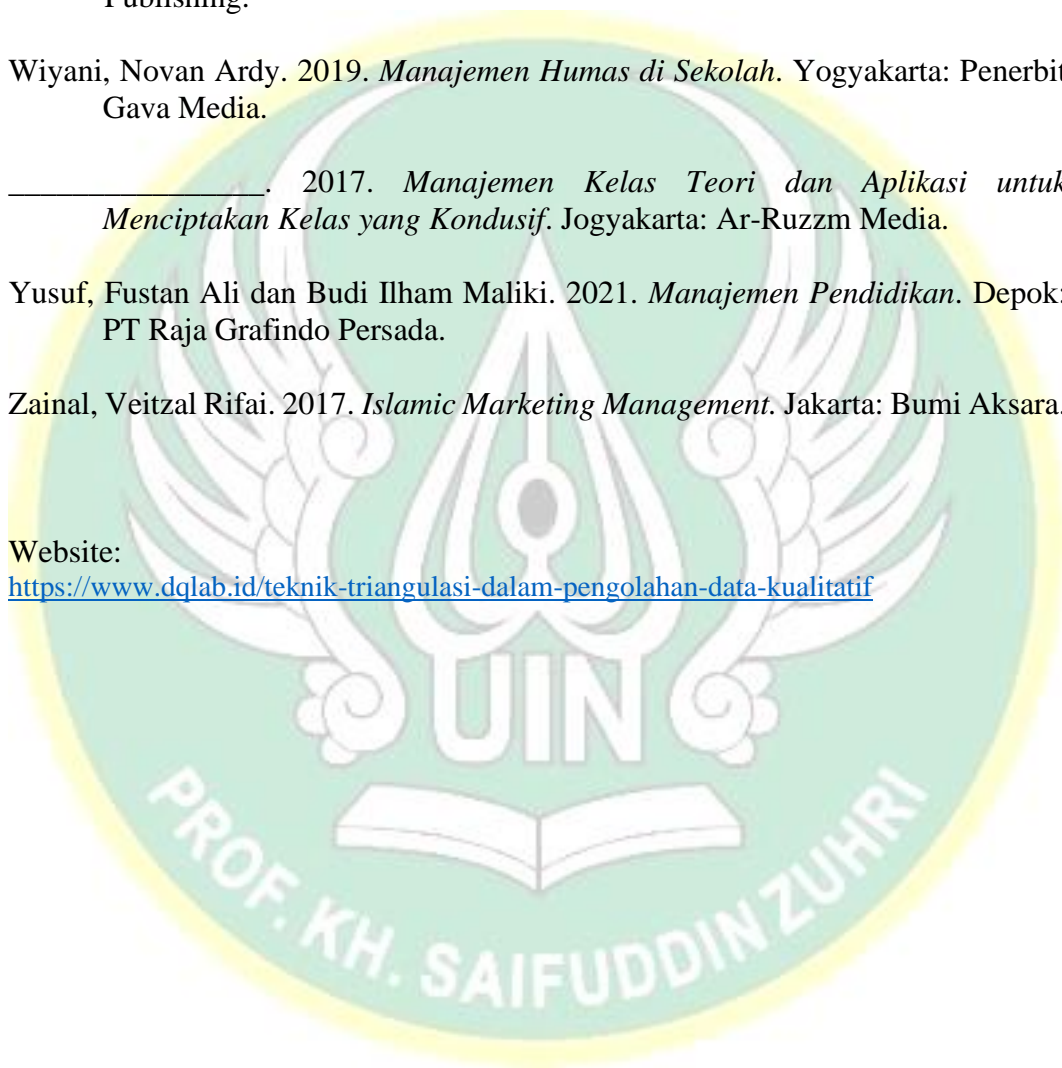 Publishing.
Wiyani, Novan Ardy. 2019. Manajemen Humas di Sekolah. Yogyakarta: Penerbit
Gava Media.
________________. 2017. Manajemen Kelas Teori dan Aplikasi untuk
Menciptakan Kelas yang Kondusif. Jogyakarta: Ar-Ruzzm Media.
Yusuf, Fustan Ali dan Budi Ilham Maliki. 2021. Manajemen Pendidikan. Depok:
PT Raja Grafindo Persada.
Zainal, Veitzal Rifai. 2017. Islamic Marketing Management. Jakarta: Bumi Aksara.
Website:
https://www.dqlab.id/teknik-triangulasi-dalam-pengolahan-data-kualitatif
UIN
PROF. KH. SAIFUDDIN ZUHRI